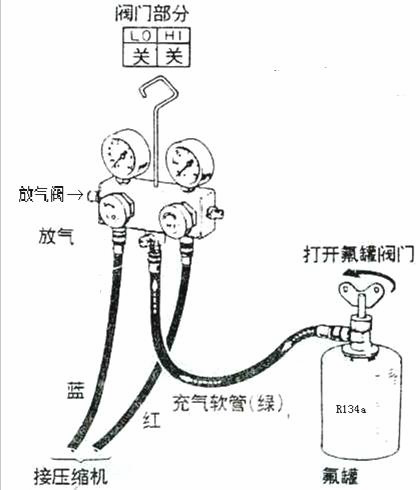 阀门部分
LO HI
关 关
放气阀→
放气
打开氟罐阀门
蓝
红
充气软管(绿)
R134a
接压缩机
氟罐